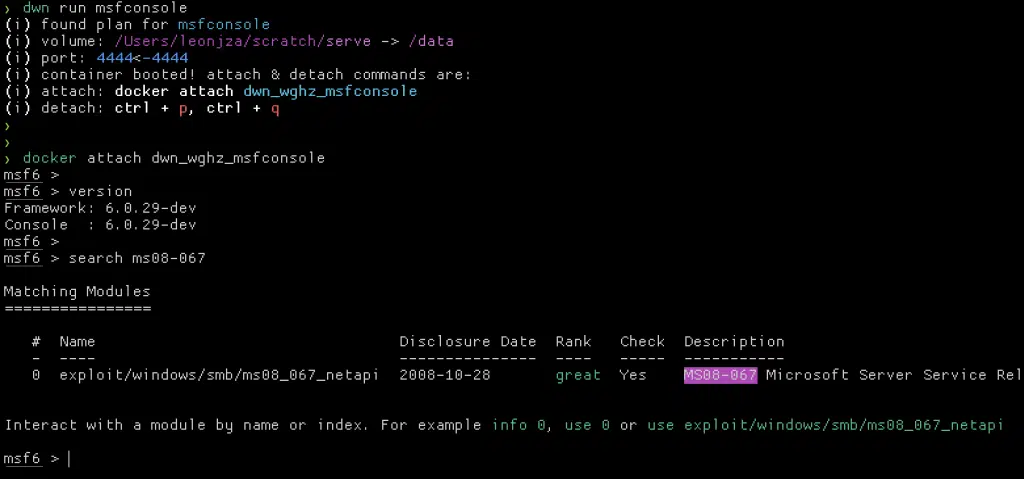 ❯ dwn run msfconsole
(i) found plan for msfconsole
(i) volume: /Users/leonjza/scratch/serve -> /data
(i) port: 4444<-4444
(i) container booted! attach & detach commands are:
(i) attach: docker attach dwn_wghz_msfconsole
(i) detach: ctrl + p, ctrl + q
❯
❯
❯ docker attach dwn_wghz_msfconsole
msf6 >
msf6 > version
Framework: 6.0.29-dev
Console  : 6.0.29-dev
msf6 >
msf6 > search ms08-067
Matching Modules
================
#  Name                                 Disclosure Date  Rank   Check  Description
-  ----                                 ---------------  ----   -----  -----------
0  exploit/windows/smb/ms08_067_netapi  2008-10-28       great  Yes    MS08-067 Microsoft Server Service Rel
Interact with a module by name or index. For example info 0, use 0 or use exploit/windows/smb/ms08_067_netapi
msf6 >